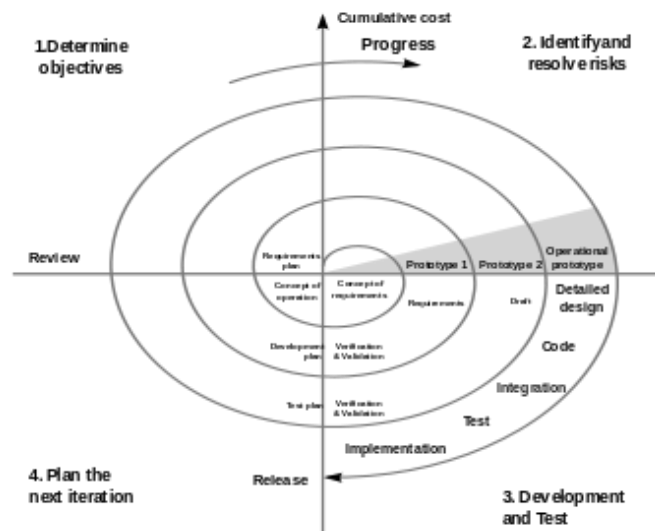 Cumulative cost
Progress
1.Determine
objectives
2. Identify and
resolve risks
Review
Requirements
plan
Prototype 1
Prototype 2
Operational
prototype
Concept of
operation
Concept of
requirements
Requirements
Draft
Detailed
design
Development
plan
Verification
& Validation
Code
Integration
Test plan
Verification
& Validation
Test
Implementation
4. Plan the
next iteration
Release
3. Development
and Test